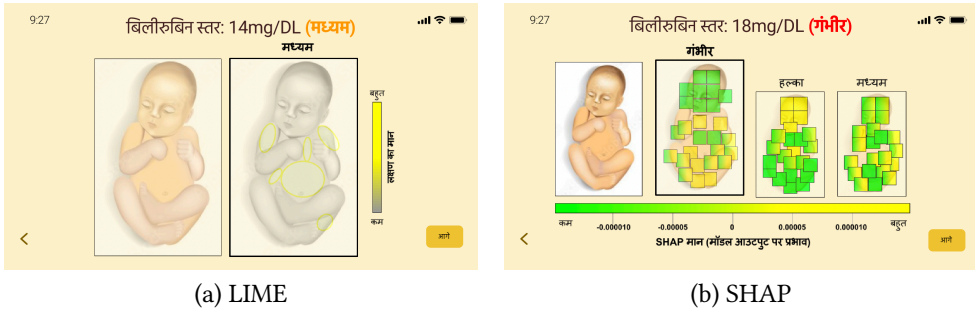 9:27
बिलीरुबिन स्तर: 14mg/DL (मध्यम)
मध्यम
बहुत
लक्षण का मान
कम
आगे
(a) LIME
9:27
बिलीरुबिन स्तर: 18mg/DL (गंभीर)
गंभीर
हल्का
मध्यम
कम
-0.000010
-0.00005
0
0.00005
0.000010
बहुत
SHAP मान (मॉडल आउटपुट पर प्रभाव)
आगे
(b) SHAP